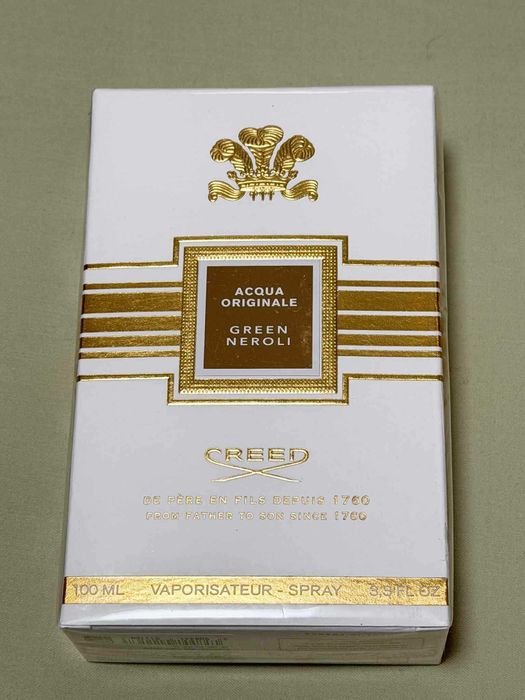 ACQUA
ORIGINALE
GREEN
NEROLI
CREED
DE PÈRE EN FILS DEPUIS 1760
FROM FATHER TO SON SINCE 1760
100 ML VAPORISATEUR - SPRAY 3,3 FL OZ